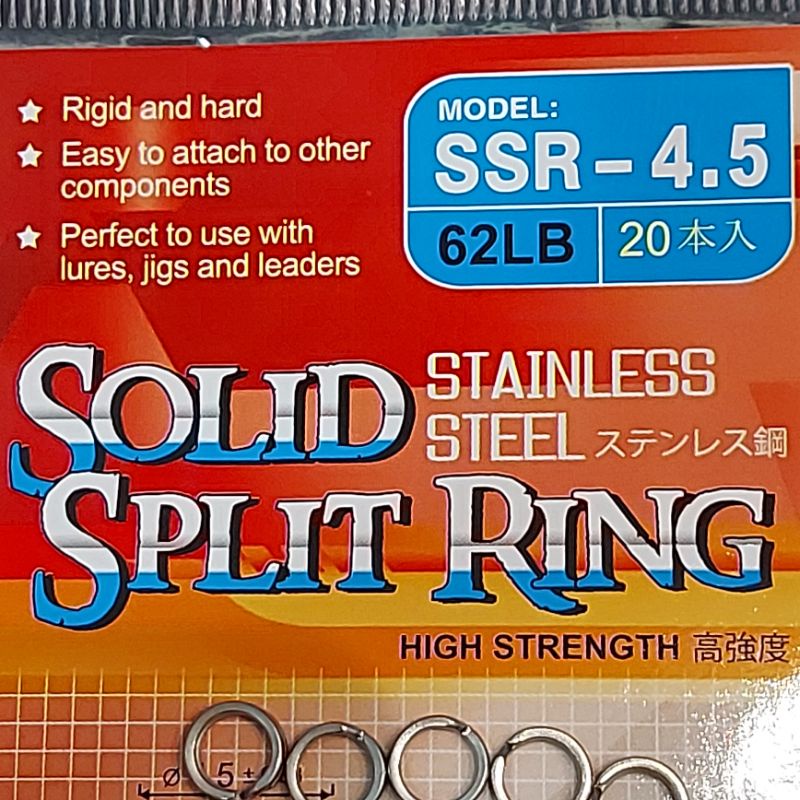 Rigid and hard
Easy to attach to other
components
Perfect to use with
lures, jigs and leaders
MODEL:
SSR-4.5
62LB
20本入
SOLID
STAINLESS
STEEL ステンレス鋼
SPLIT RING
HIGH STRENGTH 高強度